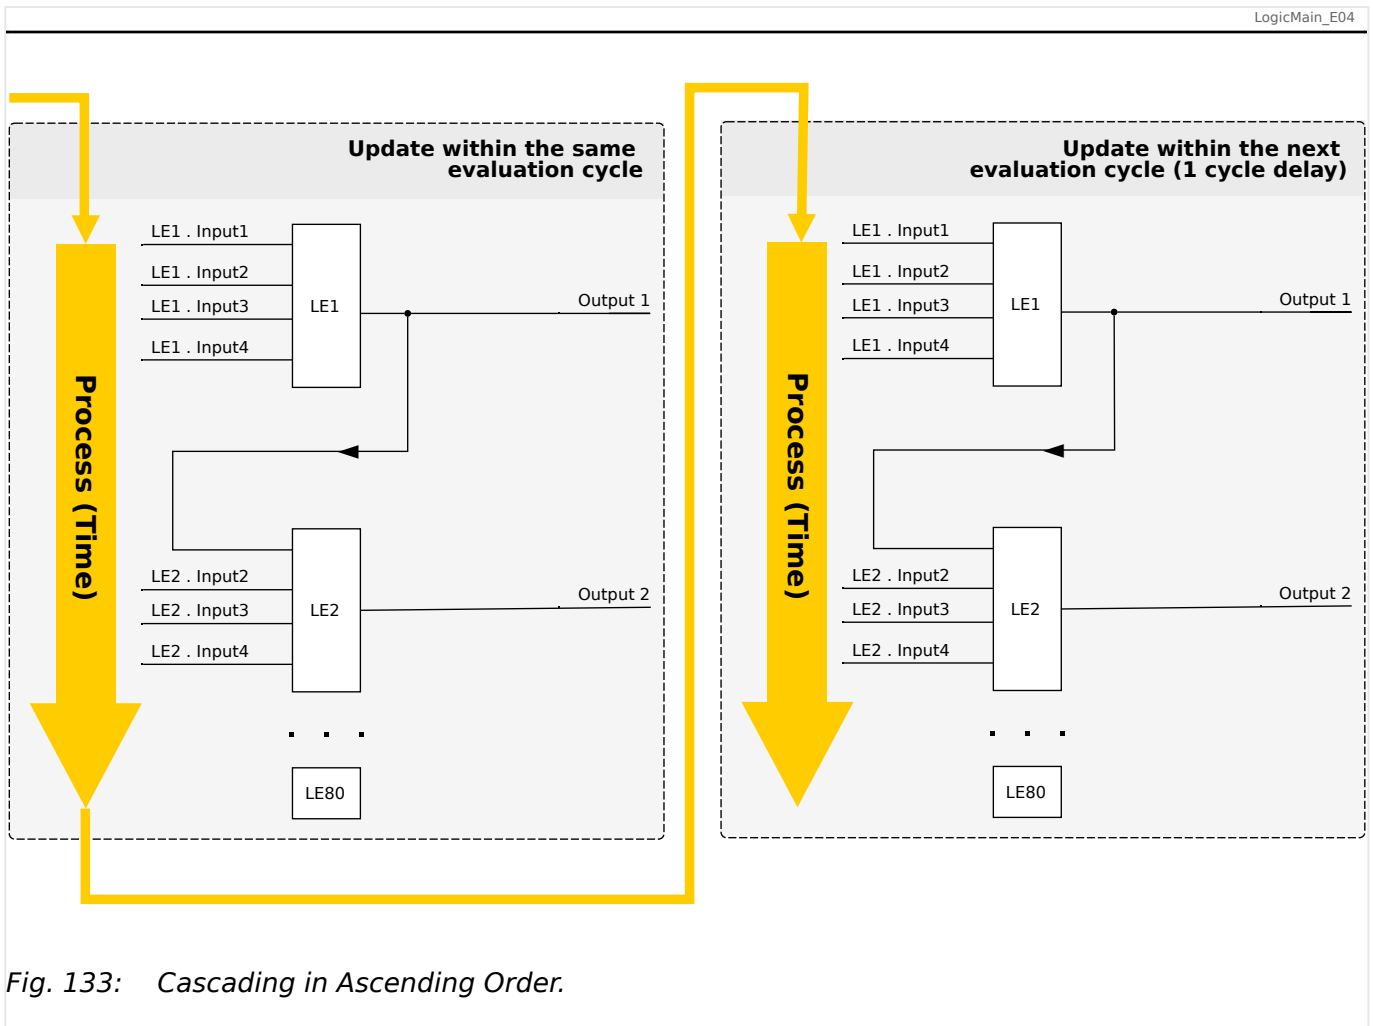 LogicMain_E04
Update within the same
evaluation cycle
LE1 . Input1
LE1 . Input2
LE1 . Input3
LE1 . Input4
LE1
Output 1
Process (Time)
LE2 . Input2
LE2 . Input3
LE2 . Input4
LE2
Output 2
. . .
LE80
Update within the next
evaluation cycle (1 cycle delay)
LE1 . Input1
LE1 . Input2
LE1 . Input3
LE1 . Input4
LE1
Output 1
Process (Time)
LE2 . Input2
LE2 . Input3
LE2 . Input4
LE2
Output 2
. . .
LE80
Fig. 133: Cascading in Ascending Order.